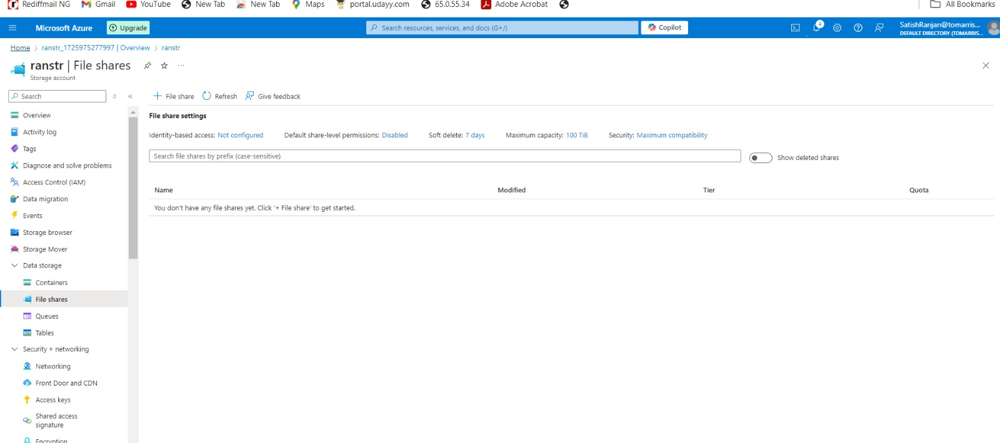 Rediffmail NG Gmail YouTube New Tab New Tab Maps portal.udayy.com 65.0.55.34 Adobe Acrobat All Bookmarks
Microsoft Azure Upgrade Search resources, services, and docs (G+/) Copilot 4 SatishRanjan@tomarris...
DEFAULT DIRECTORY (TOMARRIS...
Home > ranstr_1725975277997 | Overview > ranstr
ranstr | File shares ...
Storage account
Search
+ File share Refresh Give feedback
Overview
Activity log
Tags
Diagnose and solve problems
Access Control (IAM)
Data migration
Events
Storage browser
Storage Mover
Data storage
Containers
File shares
Queues
Tables
Security + networking
Networking
Front Door and CDN
Access keys
Shared access
signature
Encryption
File share settings
Identity-based access: Not configured Default share-level permissions: Disabled Soft delete: 7 days Maximum capacity: 100 TiB Security: Maximum compatibility
Search file shares by prefix (case-sensitive) Show deleted shares
Name Modified Tier Quota
You don't have any file shares yet. Click '+ File share' to get started.